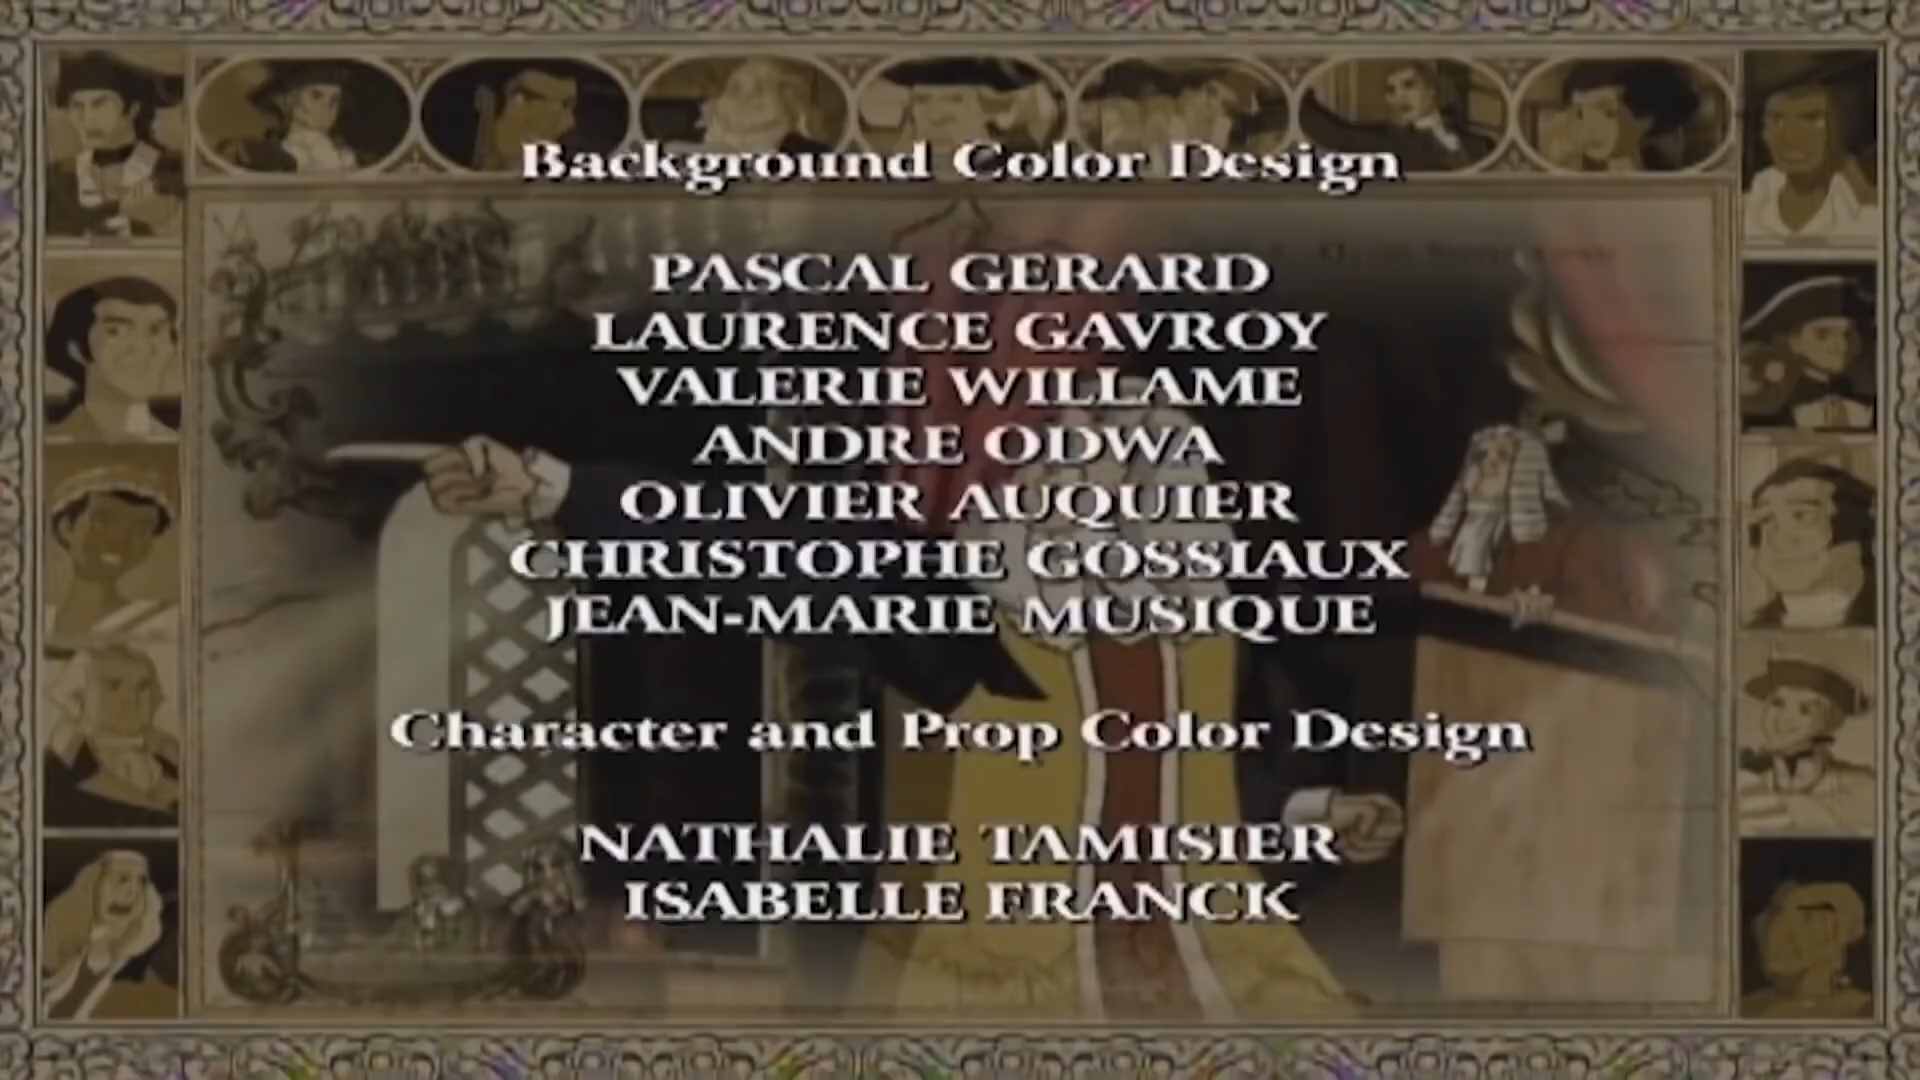 Background Color Design
PASCAL GERARD
LAURENCE GAVROY
VALERIE WILLAME
ANDRE ODWA
OLIVIER AUQUIER
CHRISTOPHE GOSSIAUX
JEAN-MARIE MUSIQUE
Character and Prop Color Design
NATHALIE TAMISIER
ISABELLE FRANCK